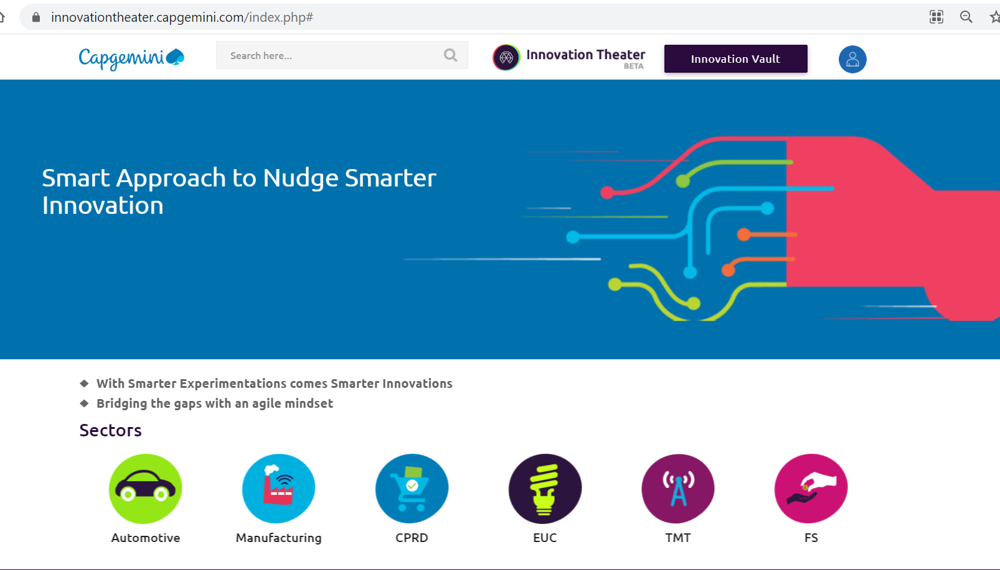 innovationtheater.capgemini.com/index.php#
Capgemini
Search here...
Innovation Theater
BETA
Innovation Vault
Smart Approach to Nudge Smarter
Innovation
With Smarter Experimentations comes Smarter Innovations
Bridging the gaps with an agile mindset
Sectors
Automotive
Manufacturing
CPRD
EUC
TMT
FS